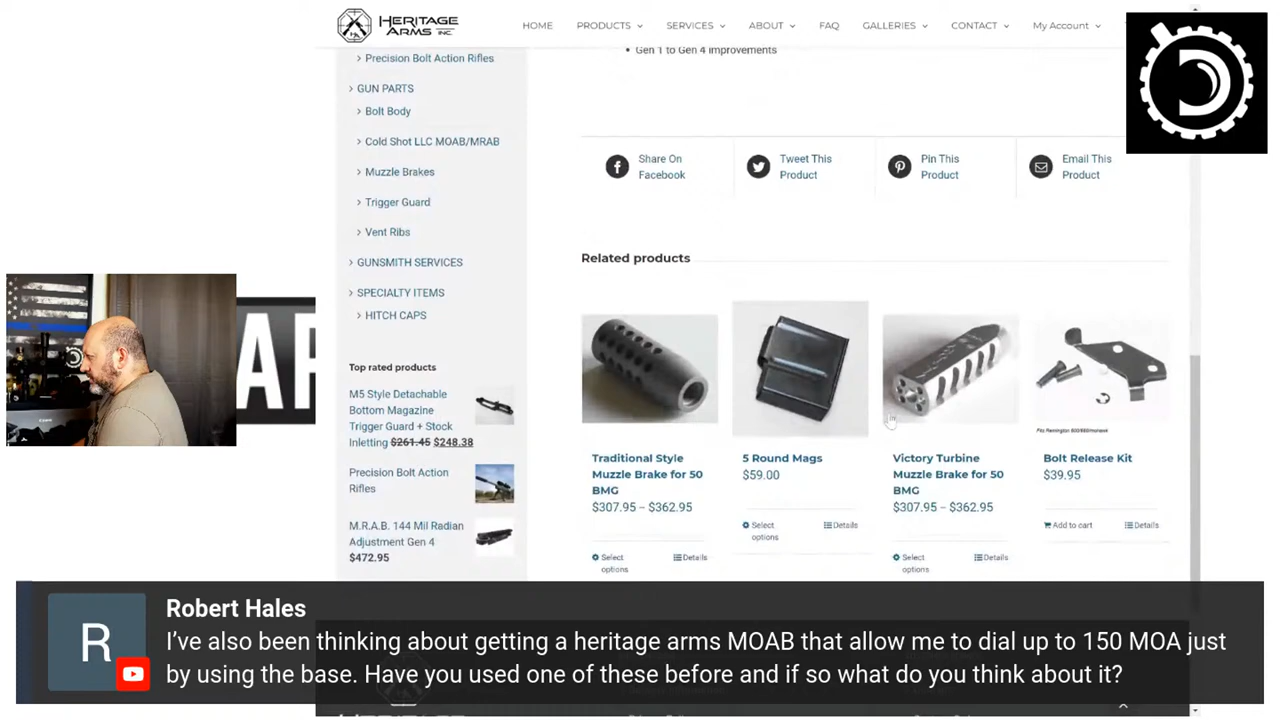 HERITAGE
ARMS INC.
HOME
PRODUCTS
SERVICES
ABOUT
FAQ
GALLERIES
CONTACT
My Account
Gen 1 to Gen 4 Improvements
Precision Bolt Action Rifles
GUN PARTS
Bolt Body
Cold Shot LLC MOAB/MRAB
Muzzle Brakes
Trigger Guard
Vent Ribs
GUNSMITH SERVICES
SPECIALTY ITEMS
HITCH CAPS
Top rated products
M5 Style Detachable
Bottom Magazine
Trigger Guard + Stock
Inletting $261.45 $248.38
Precision Bolt Action
Rifles
M.R.A.B. 144 Mil Radian
Adjustment Gen 4
$472.95
Share On
Facebook
Tweet This
Product
Pin This
Product
Email This
Product
Related products
Traditional Style
Muzzle Brake for 50
BMG
$307.95 – $362.95
Select
options
Details
5 Round Mags
$59.00
Select
options
Details
Victory Turbine
Muzzle Brake for 50
BMG
$307.95 – $362.95
Select
options
Details
Fits Remington 600/660/mohawk
Bolt Release Kit
$39.95
Add to cart
Details
R
Robert Hales
I've also been thinking about getting a heritage arms MOAB that allow me to dial up to 150 MOA just
by using the base. Have you used one of these before and if so what do you think about it?